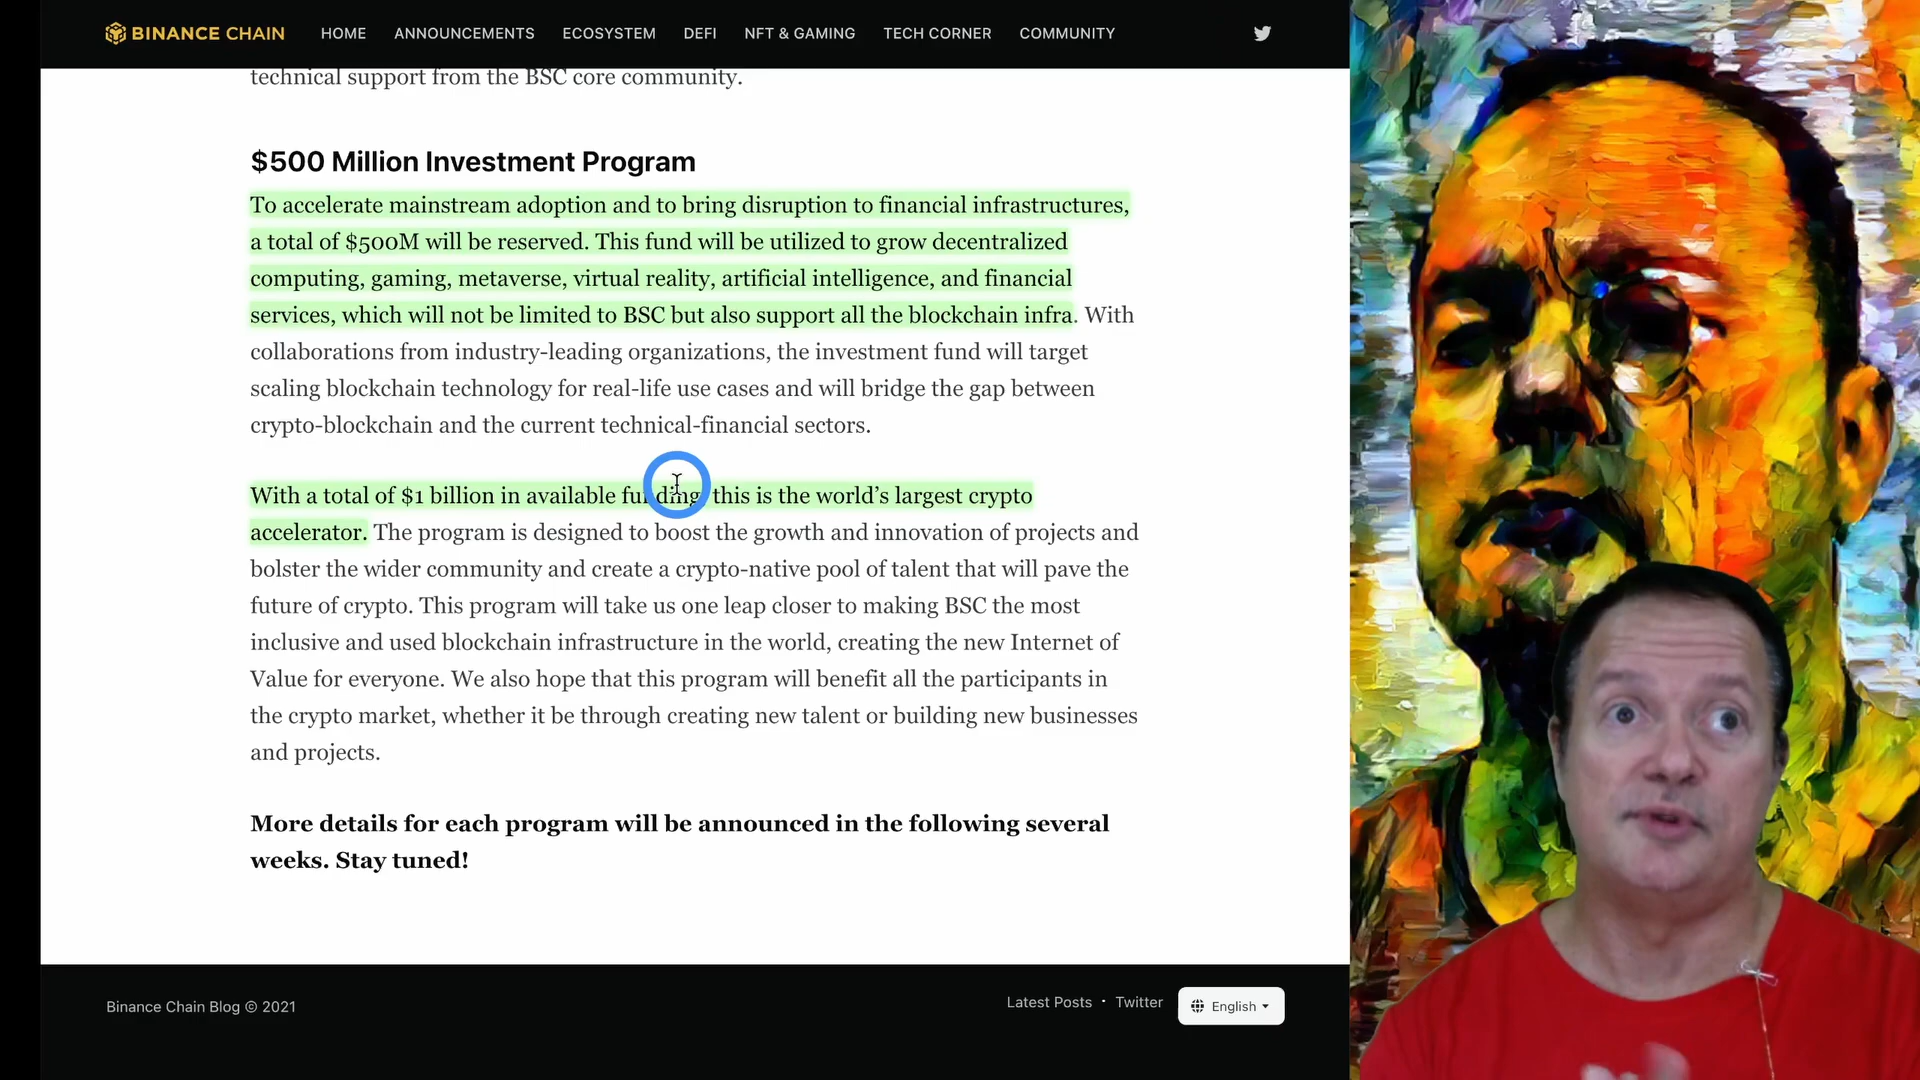 BINANCE CHAIN HOME ANNOUNCEMENTS ECOSYSTEM DEFI NFT & GAMING TECH CORNER COMMUNITY
technical support from the BSC core community.
$500 Million Investment Program
To accelerate mainstream adoption and to bring disruption to financial infrastructures,
a total of $500M will be reserved. This fund will be utilized to grow decentralized
computing, gaming, metaverse, virtual reality, artificial intelligence, and financial
services, which will not be limited to BSC but also support all the blockchain infra. With
collaborations from industry-leading organizations, the investment fund will target
scaling blockchain technology for real-life use cases and will bridge the gap between
crypto-blockchain and the current technical-financial sectors.
With a total of $1 billion in available funding, this is the world’s largest crypto
accelerator. The program is designed to boost the growth and innovation of projects and
bolster the wider community and create a crypto-native pool of talent that will pave the
future of crypto. This program will take us one leap closer to making BSC the most
inclusive and used blockchain infrastructure in the world, creating the new Internet of
Value for everyone. We also hope that this program will benefit all the participants in
the crypto market, whether it be through creating new talent or building new businesses
and projects.
More details for each program will be announced in the following several
weeks. Stay tuned!
Binance Chain Blog © 2021 Latest Posts • Twitter English